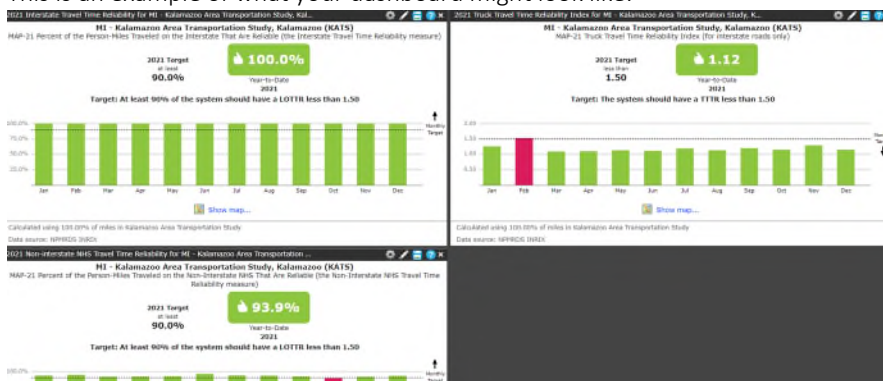 This is an example of what your dashboard might look like:
2021 Interstate Travel Time Reliability for MI - Kalamazoo Area Transportation Study, Kal...
MI - Kalamazoo Area Transportation Study, Kalamazoo (KATS)
MAP-21 Percent of the Person-Miles Traveled on the Interstate That Are Reliable (the Interstate Travel Time Reliability measure)
2021 Target
at least
90.0%
100.0%
Year-to-Date
2021
Target: At least 90% of the system should have a LOTTR less than 1.50
Monthly
Target
100.0%
75.0%
50.0%
25.0%
Jan Feb Mar Apr May Jun Jul Aug Sep Oct Nov Dec
Show map...
Calculated using 100.00% of miles in Kalamazoo Area Transportation Study
Data source: NPMRDS INRIX
2021 Truck Travel Time Reliability Index for MI - Kalamazoo Area Transportation Study, K...
MI - Kalamazoo Area Transportation Study, Kalamazoo (KATS)
MAP-21 Truck Travel Time Reliability Index (for interstate roads only)
2021 Target
less than
1.50
1.12
Year-to-Date
2021
Target: The system should have a TTTR less than 1.50
2.00
1.50
1.00
0.50
Jan Feb Mar Apr May Jun Jul Aug Sep Oct Nov Dec
Show map...
Calculated using 100.00% of miles in Kalamazoo Area Transportation Study
Data source: NPMRDS INRIX
2021 Non-interstate NHS Travel Time Reliability for MI - Kalamazoo Area Transportation ...
MI - Kalamazoo Area Transportation Study, Kalamazoo (KATS)
MAP-21 Percent of the Person-Miles Traveled on the Non-Interstate NHS That Are Reliable (the Non-Interstate NHS Travel Time
Reliability measure)
2021 Target
at least
90.0%
93.9%
Year-to-Date
2021
Target: At least 90% of the system should have a LOTTR less than 1.50
Monthly
Target
100.0%